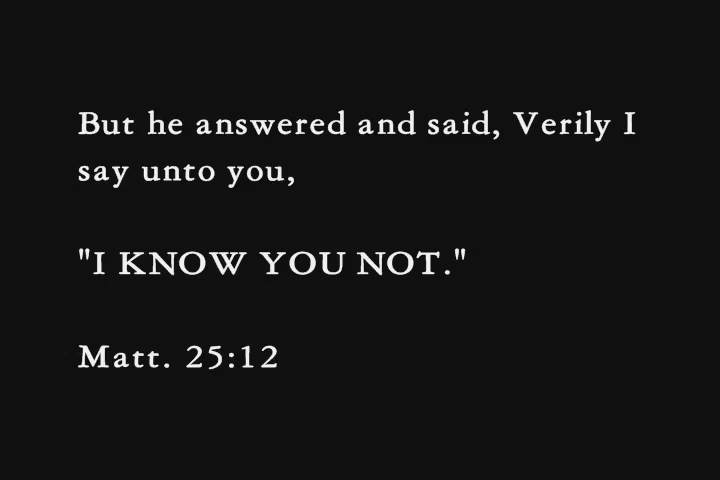 But he answered and said, Verily I
say unto you,
"I KNOW YOU NOT."
Matt. 25:12